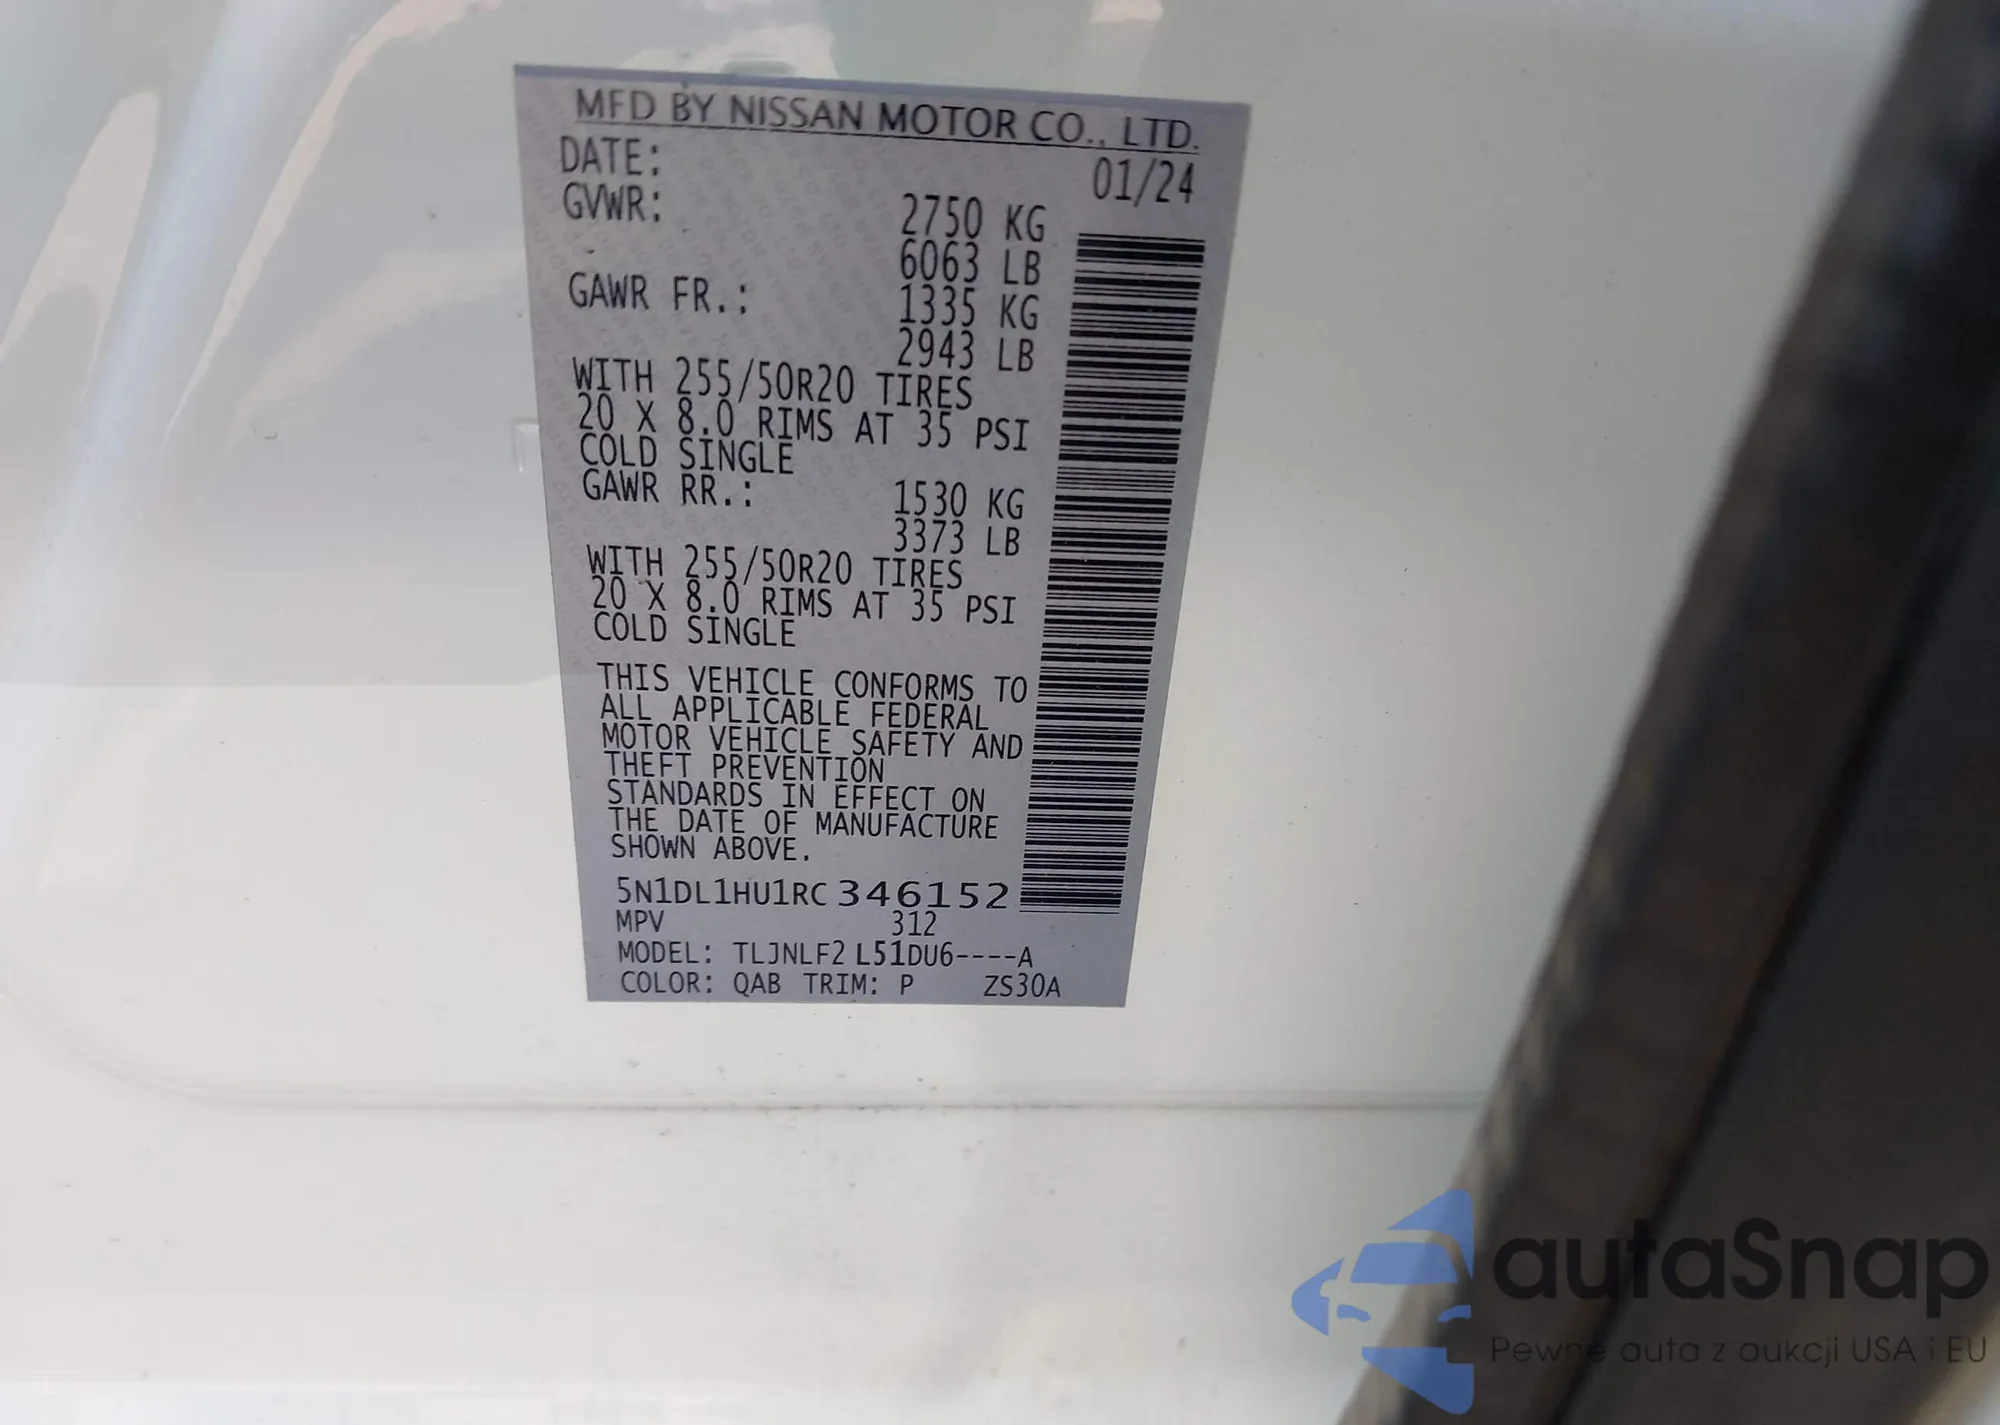 MFD BY NISSAN MOTOR CO., LTD.
DATE: 01/24
GVWR: 2750 KG
6063 LB
GAWR FR.: 1335 KG
2943 LB
WITH 255/50R20 TIRES
20 X 8.0 RIMS AT 35 PSI
COLD SINGLE
GAWR RR.: 1530 KG
3373 LB
WITH 255/50R20 TIRES
20 X 8.0 RIMS AT 35 PSI
COLD SINGLE
THIS VEHICLE CONFORMS TO
ALL APPLICABLE FEDERAL
MOTOR VEHICLE SAFETY AND
THEFT PREVENTION
STANDARDS IN EFFECT ON
THE DATE OF MANUFACTURE
SHOWN ABOVE.
5N1DL1HU1RC 346152
MPV 312
MODEL: TLJNLF2 L51DU6----A
COLOR: QAB TRIM: P ZS30A
autaSnap
Pewne auta z aukcji USA i EU